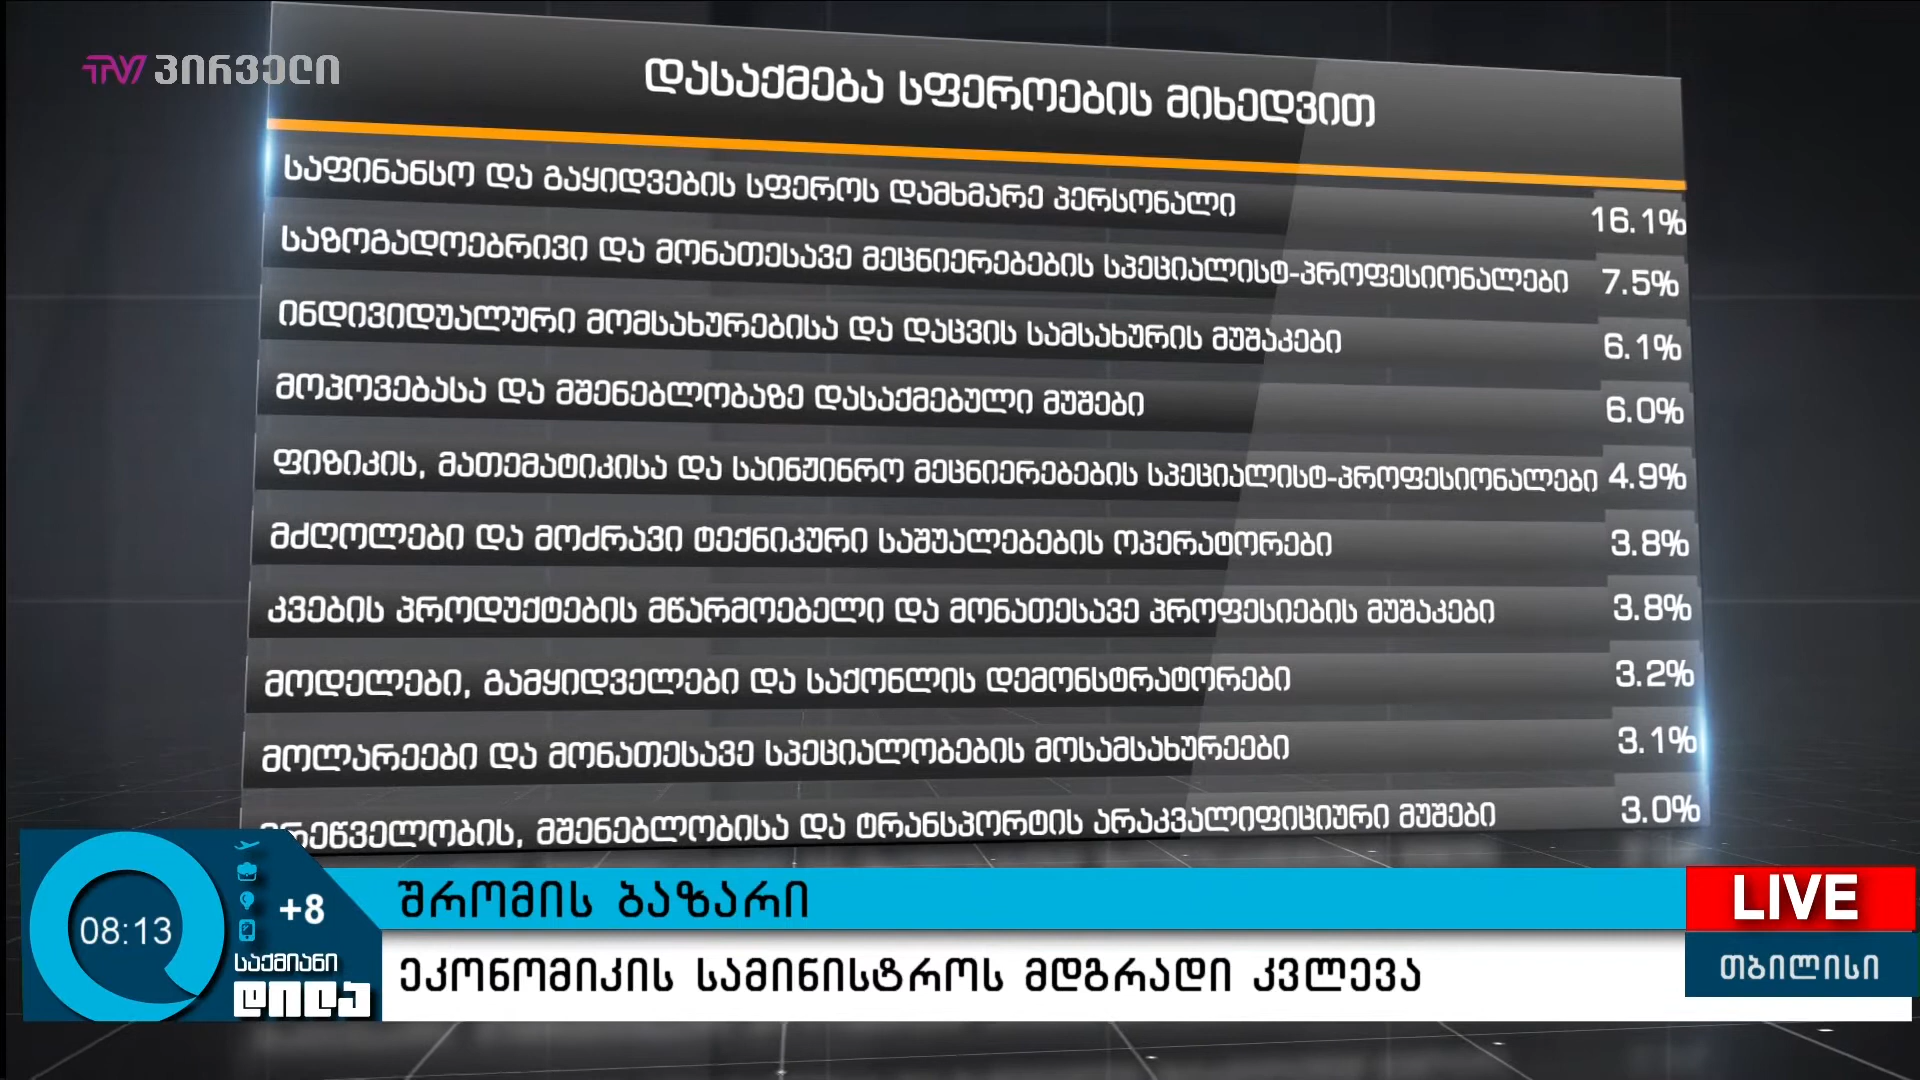 TV პირველი
დასაქმება სფეროების მიხედვით
საფინანსო და გაყიდვების სფეროს დამხმარე პერსონალი 16.1%
საზოგადოებრივი და მონათესავე მეცნიერებების სპეციალისტ-პროფესიონალები 7.5%
ინდივიდუალური მომსახურებისა და დაცვის სამსახურის მუშაკები 6.1%
მოპოვებასა და მშენებლობაზე დასაქმებული მუშები 6.0%
ფიზიკის, მათემატიკისა და საინჟინრო მეცნიერებების სპეციალისტ-პროფესიონალები 4.9%
მძღოლები და მოძრავი ტექნიკური საშუალებების ოპერატორები 3.8%
კვების პროდუქტების მწარმოებელი და მონათესავე პროფესიების მუშაკები 3.8%
მოდელები, გამყიდველები და საქონლის დემონსტრატორები 3.2%
მოლარეები და მონათესავე სპეციალობების მოსამსახურეები 3.1%
მრეწველობის, მშენებლობისა და ტრანსპორტის არაკვალიფიციური მუშები 3.0%
08:13
+8
საქმიანი
დილა
შრომის ბაზარი
ეკონომიკის სამინისტროს მდგრადი კვლევა
LIVE
თბილისი